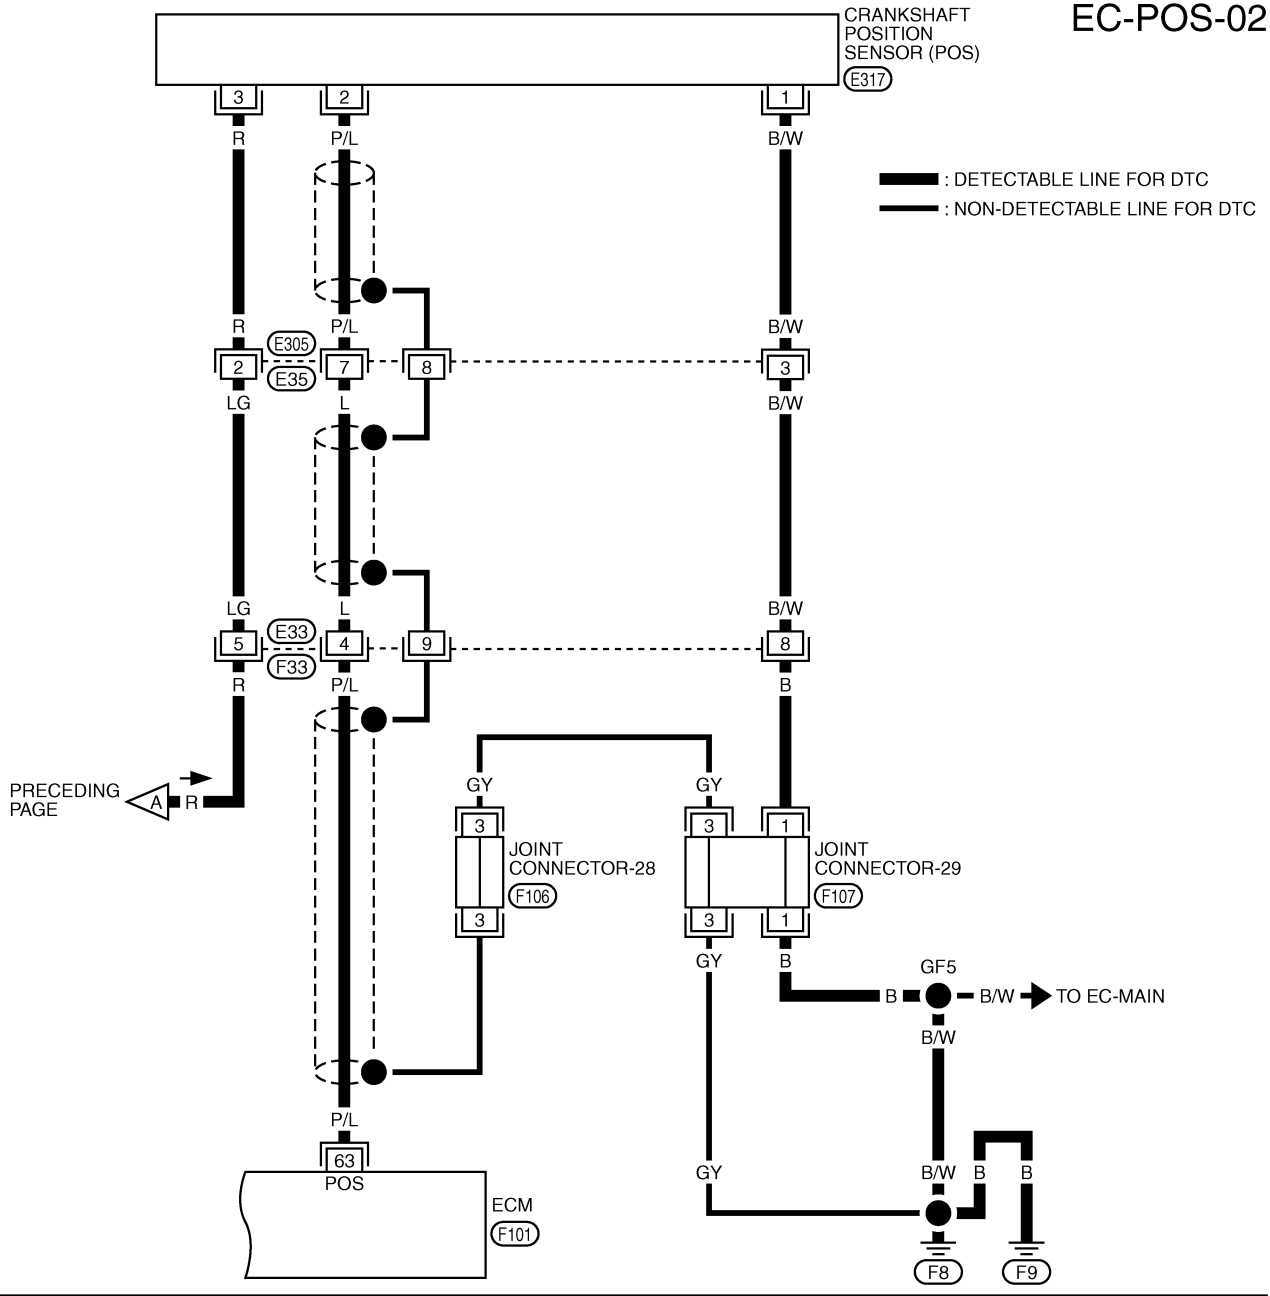 EC-POS-02
CRANKSHAFT
POSITION
SENSOR (POS)
E317
3
2
1
R
P/L
B/W
: DETECTABLE LINE FOR DTC
: NON-DETECTABLE LINE FOR DTC
R
P/L
B/W
E305
2
7
8
3
E35
LG
L
B/W
LG
L
B/W
E33
5
4
9
8
F33
R
P/L
B
PRECEDING
PAGE
A
R
GY
GY
3
3
1
JOINT
CONNECTOR-28
F106
JOINT
CONNECTOR-29
F107
3
3
1
GY
B
GF5
B
B/W
TO EC-MAIN
B/W
P/L
63
POS
ECM
F101
GY
B/W
B
B
F8
F9